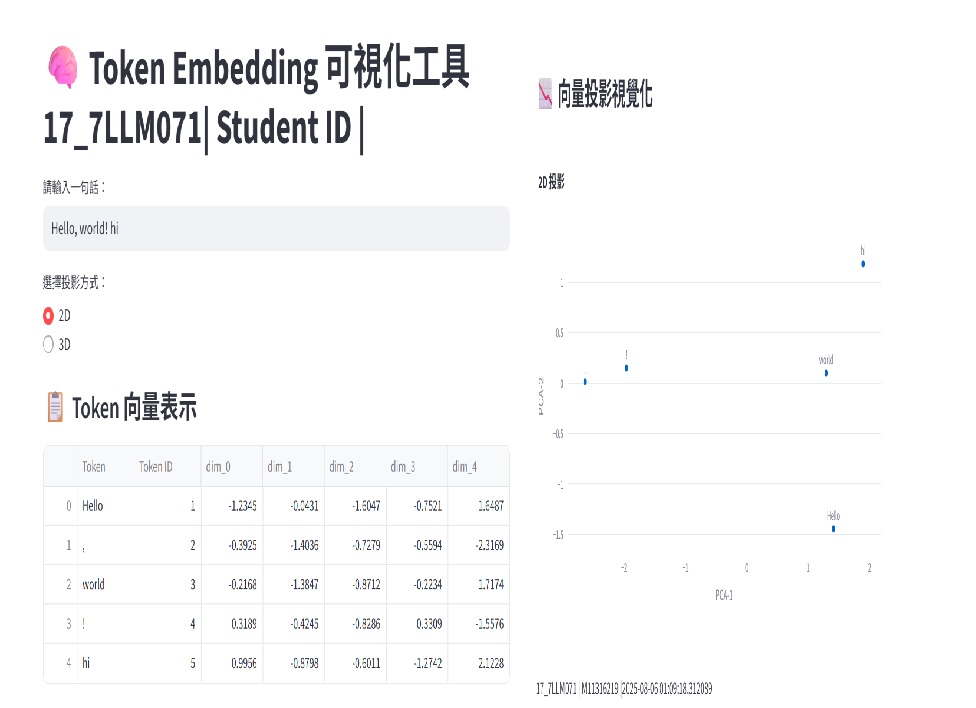 Token Embedding 可視化工具
17_7LLM071| Student ID |
請輸入一句話：
Hello, world! hi
選擇投影方式：
2D
3D
Token 向量表示
Token Token ID dim_0 dim_1 dim_2 dim_3 dim_4
0 Hello 1 -1.2345 -0.0431 -1.6047 -0.7521 1.6487
1 , 2 -0.3925 -1.4036 -0.7279 -0.5594 -2.3169
2 world 3 -0.2168 -1.3847 -0.8712 -0.2234 1.7174
3 ! 4 0.3189 -0.4245 -0.8286 0.3309 -1.5576
4 hi 5 0.9956 -0.8798 -0.6011 -1.2742 2.1228
向量投影視覺化
2D 投影
hi
1
0.5
!
world
,
0
PCA-2
−0.5
−1
Hello
−1.5
−2 −1 0 1 2
PCA-1
17_7LLM071 | M11316219 |2025-08-06 01:09:18.312089